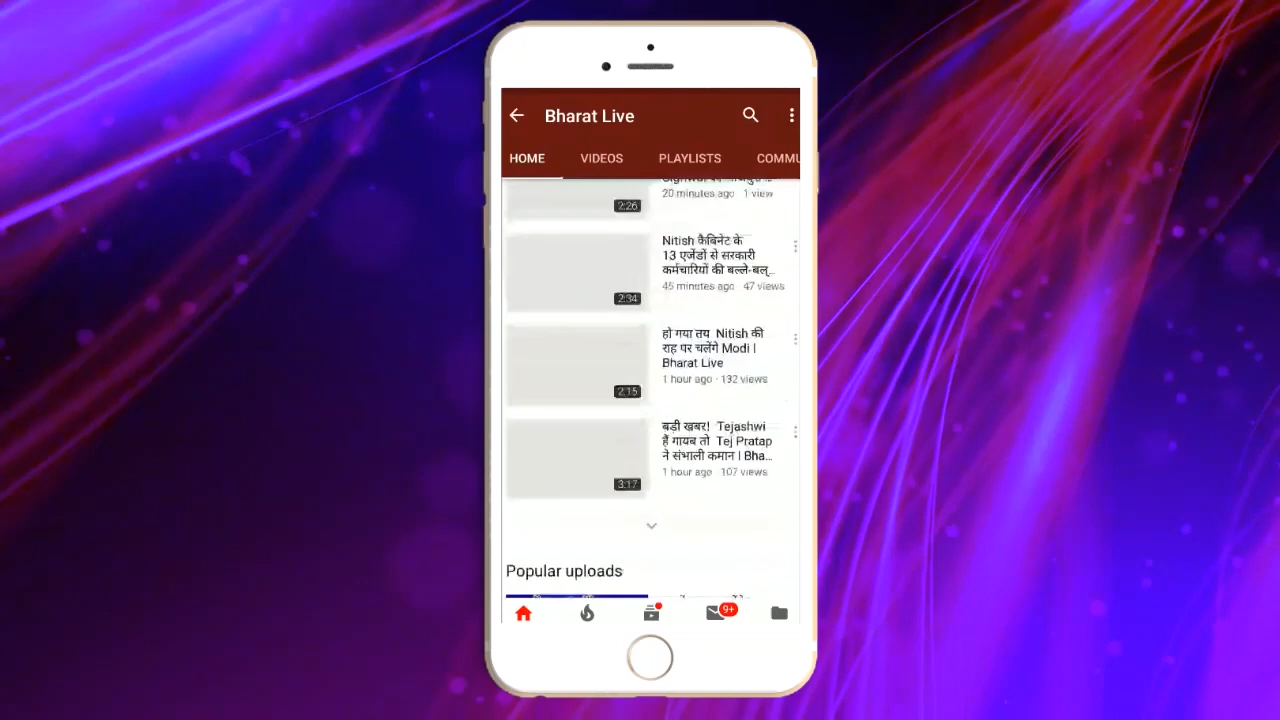 Bharat Live
HOME VIDEOS PLAYLISTS COMMU
20 minutes ago · 1 view
2:26
Nitish कैबिनेट के
13 एजेंडों से सरकारी
कर्मचारियों की बल्ले-बल्...
45 minutes ago · 47 views
2:34
हो गया तय Nitish की
राह पर चलेंगे Modi |
Bharat Live
1 hour ago · 132 views
2:15
बड़ी ख़बर! Tejashwi
हैं गायब तो Tej Pratap
ने संभाली कमान | Bha...
1 hour ago · 107 views
3:17
Popular uploads
9+